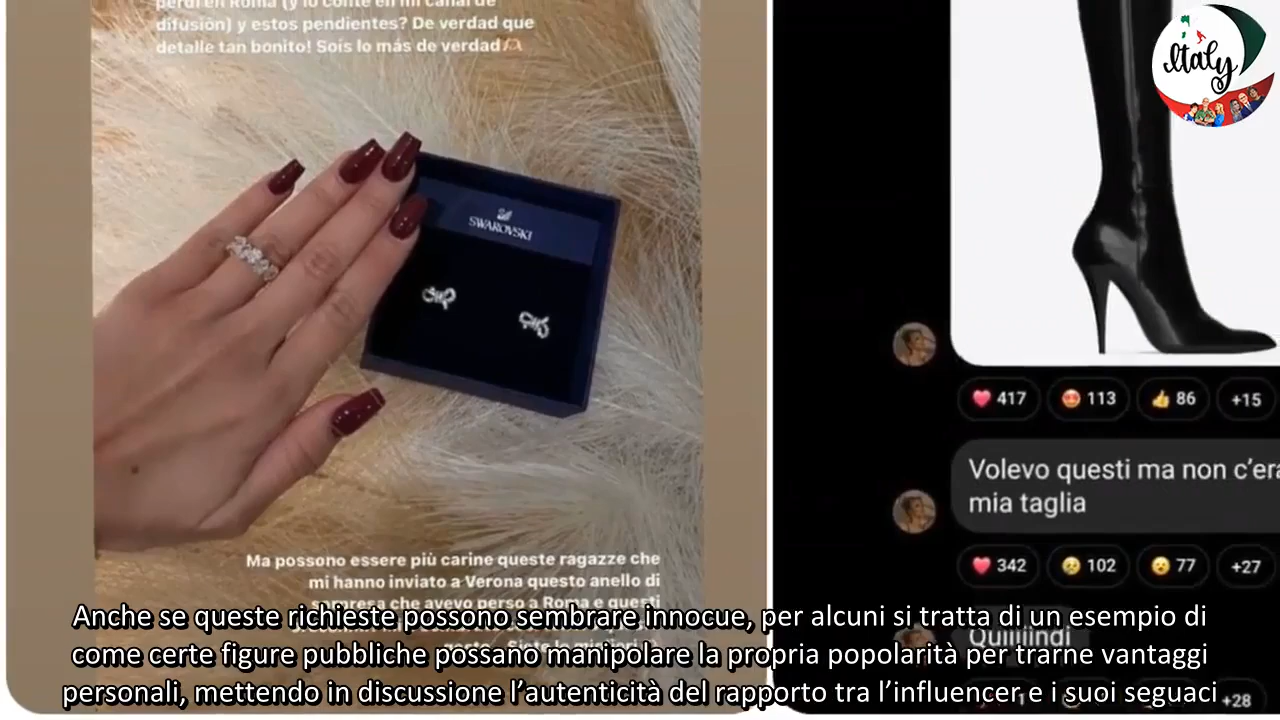 perdí en Roma (y lo conté en mi canal de
difusión) y estos pendientes? De verdad que
detalle tan bonito! Sois lo más de verdad🫶🏻
SWAROVSKI
Ma possono essere più carine queste ragazze che
mi hanno inviato a Verona questo anello di
sorpresa che avevo perso a Roma e questi
Italy
417
113
86
+15
Volevo questi ma non c'era
mia taglia
342
102
77
+27
Quiiiiindi
+28
Anche se queste richieste possono sembrare innocue, per alcuni si tratta di un esempio di
come certe figure pubbliche possano manipolare la propria popolarità per trarne vantaggi
personali, mettendo in discussione l'autenticità del rapporto tra l'influencer e i suoi seguaci